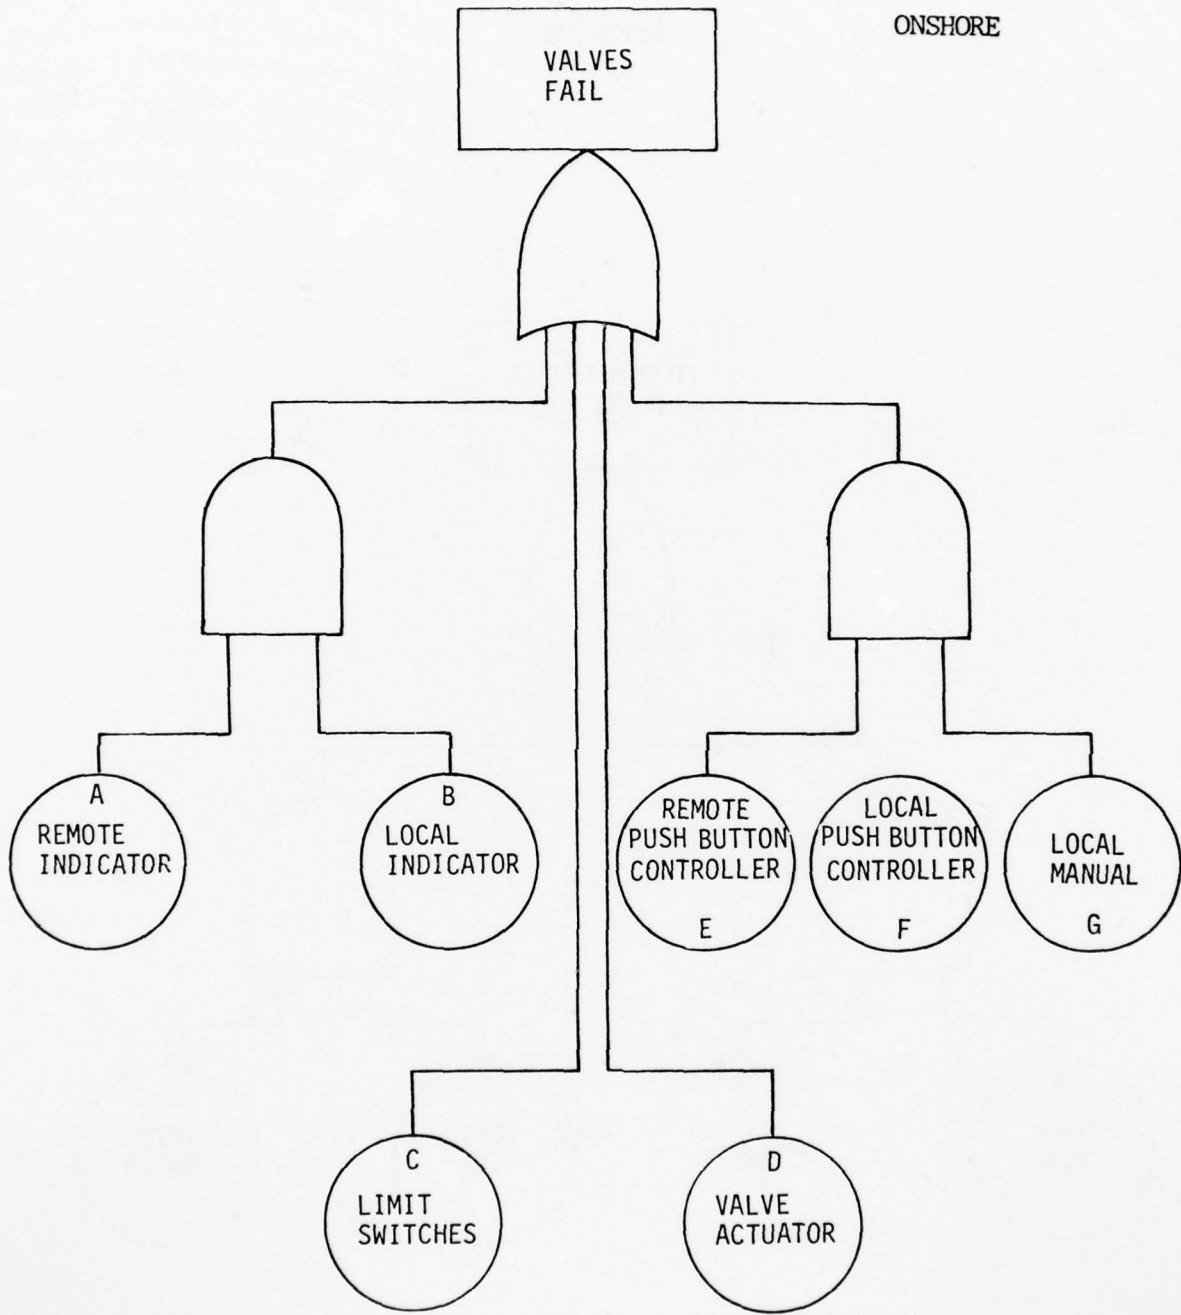 ONSHORE
VALVES
FAIL
A
REMOTE
INDICATOR
B
LOCAL
INDICATOR
REMOTE
PUSH BUTTON
CONTROLLER
E
LOCAL
PUSH BUTTON
CONTROLLER
F
LOCAL
MANUAL
G
C
LIMIT
SWITCHES
D
VALVE
ACTUATOR